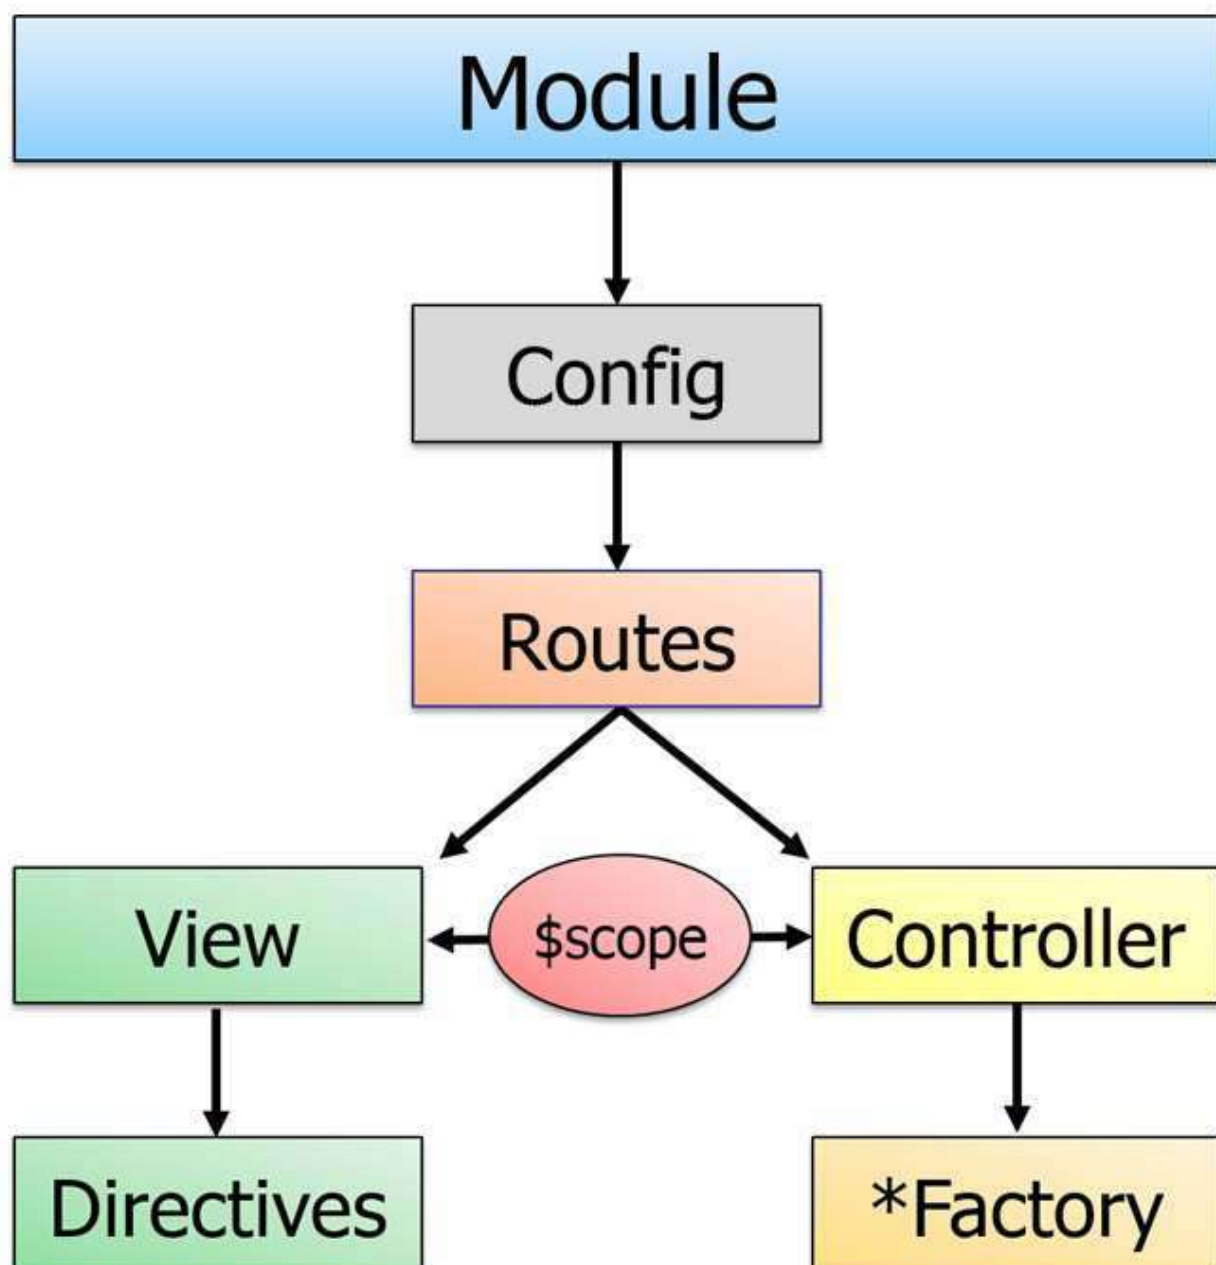 Module
Config
Routes
View
$scope
Controller
Directives
*Factory